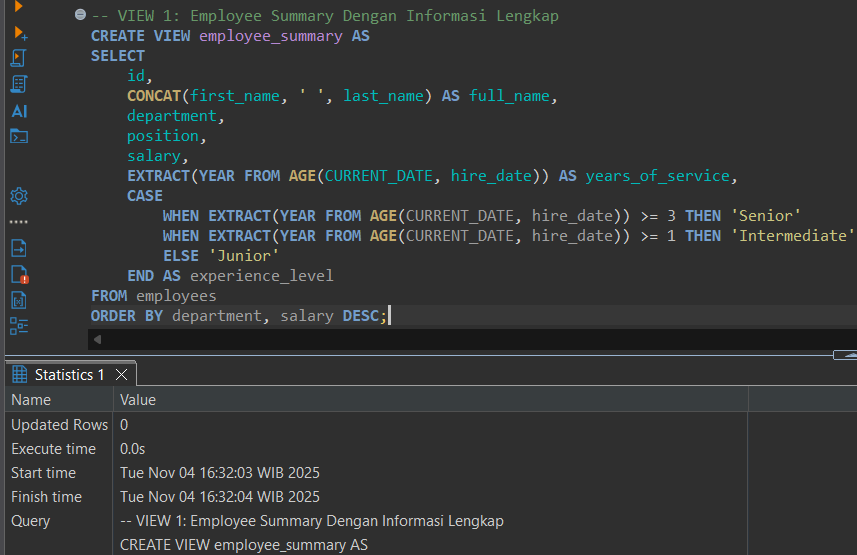 -- VIEW 1: Employee Summary Dengan Informasi Lengkap
CREATE VIEW employee_summary AS
SELECT
    id,
    CONCAT(first_name, ' ', last_name) AS full_name,
    department,
    position,
    salary,
    EXTRACT(YEAR FROM AGE(CURRENT_DATE, hire_date)) AS years_of_service,
    CASE
        WHEN EXTRACT(YEAR FROM AGE(CURRENT_DATE, hire_date)) >= 3 THEN 'Senior'
        WHEN EXTRACT(YEAR FROM AGE(CURRENT_DATE, hire_date)) >= 1 THEN 'Intermediate'
        ELSE 'Junior'
    END AS experience_level
FROM employees
ORDER BY department, salary DESC;
AI
Statistics 1
Name Value
Updated Rows 0
Execute time 0.0s
Start time Tue Nov 04 16:32:03 WIB 2025
Finish time Tue Nov 04 16:32:04 WIB 2025
Query -- VIEW 1: Employee Summary Dengan Informasi Lengkap
CREATE VIEW employee_summary AS